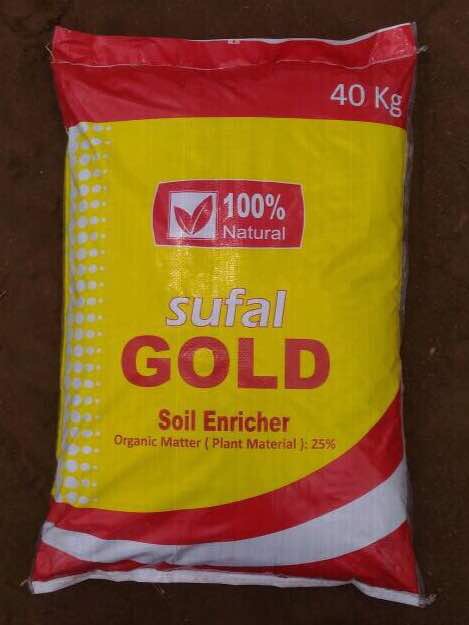 40 Kg
100%
Natural
sufal
GOLD
Soil Enricher
Organic Matter ( Plant Material ): 25%